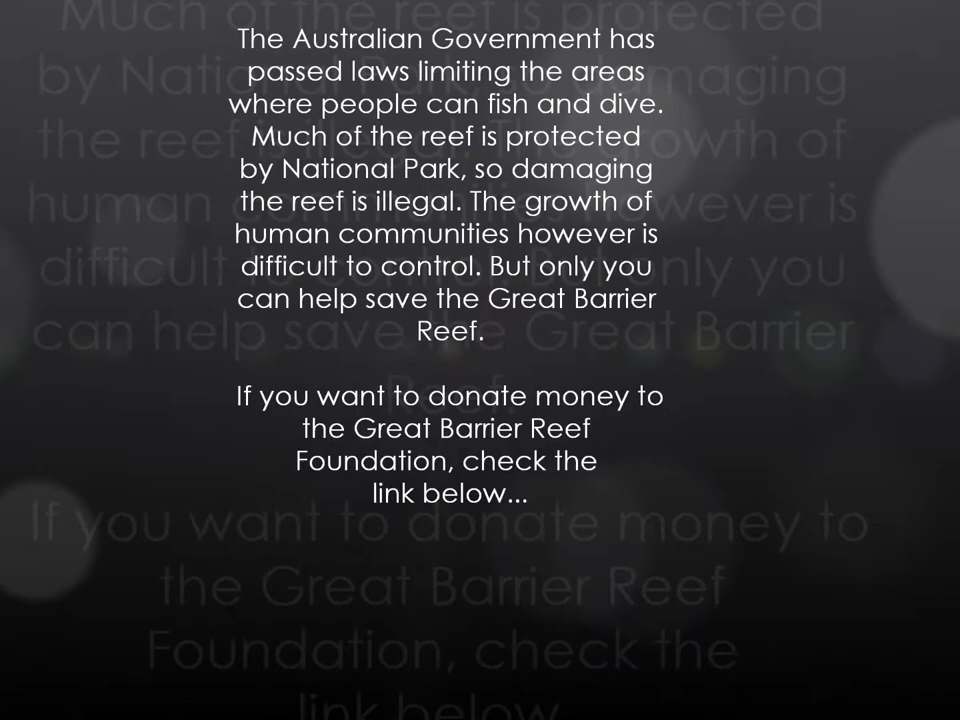 The Australian Government has
passed laws limiting the areas
where people can fish and dive.
Much of the reef is protected
by National Park, so damaging
the reef is illegal. The growth of
human communities however is
difficult to control. But only you
can help save the Great Barrier
Reef.
If you want to donate money to
the Great Barrier Reef
Foundation, check the
link below...